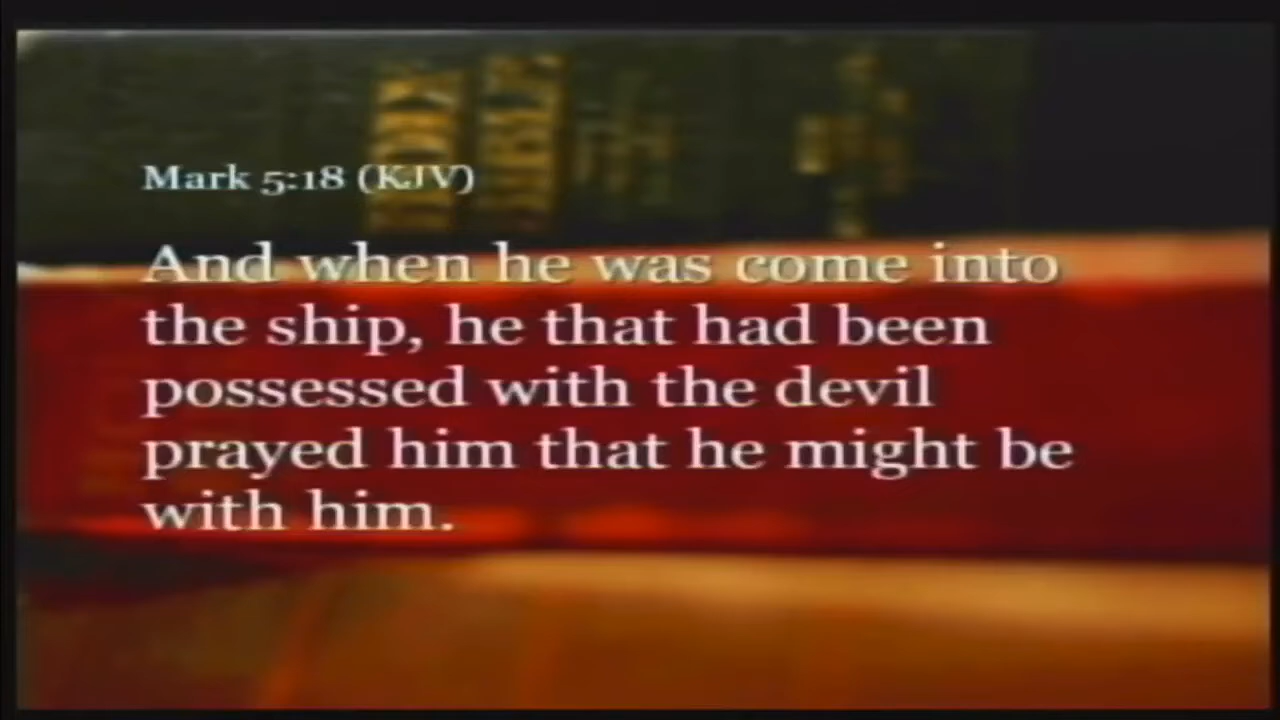 Mark 5:18 (KJV)
And when he was come into
the ship, he that had been
possessed with the devil
prayed him that he might be
with him.